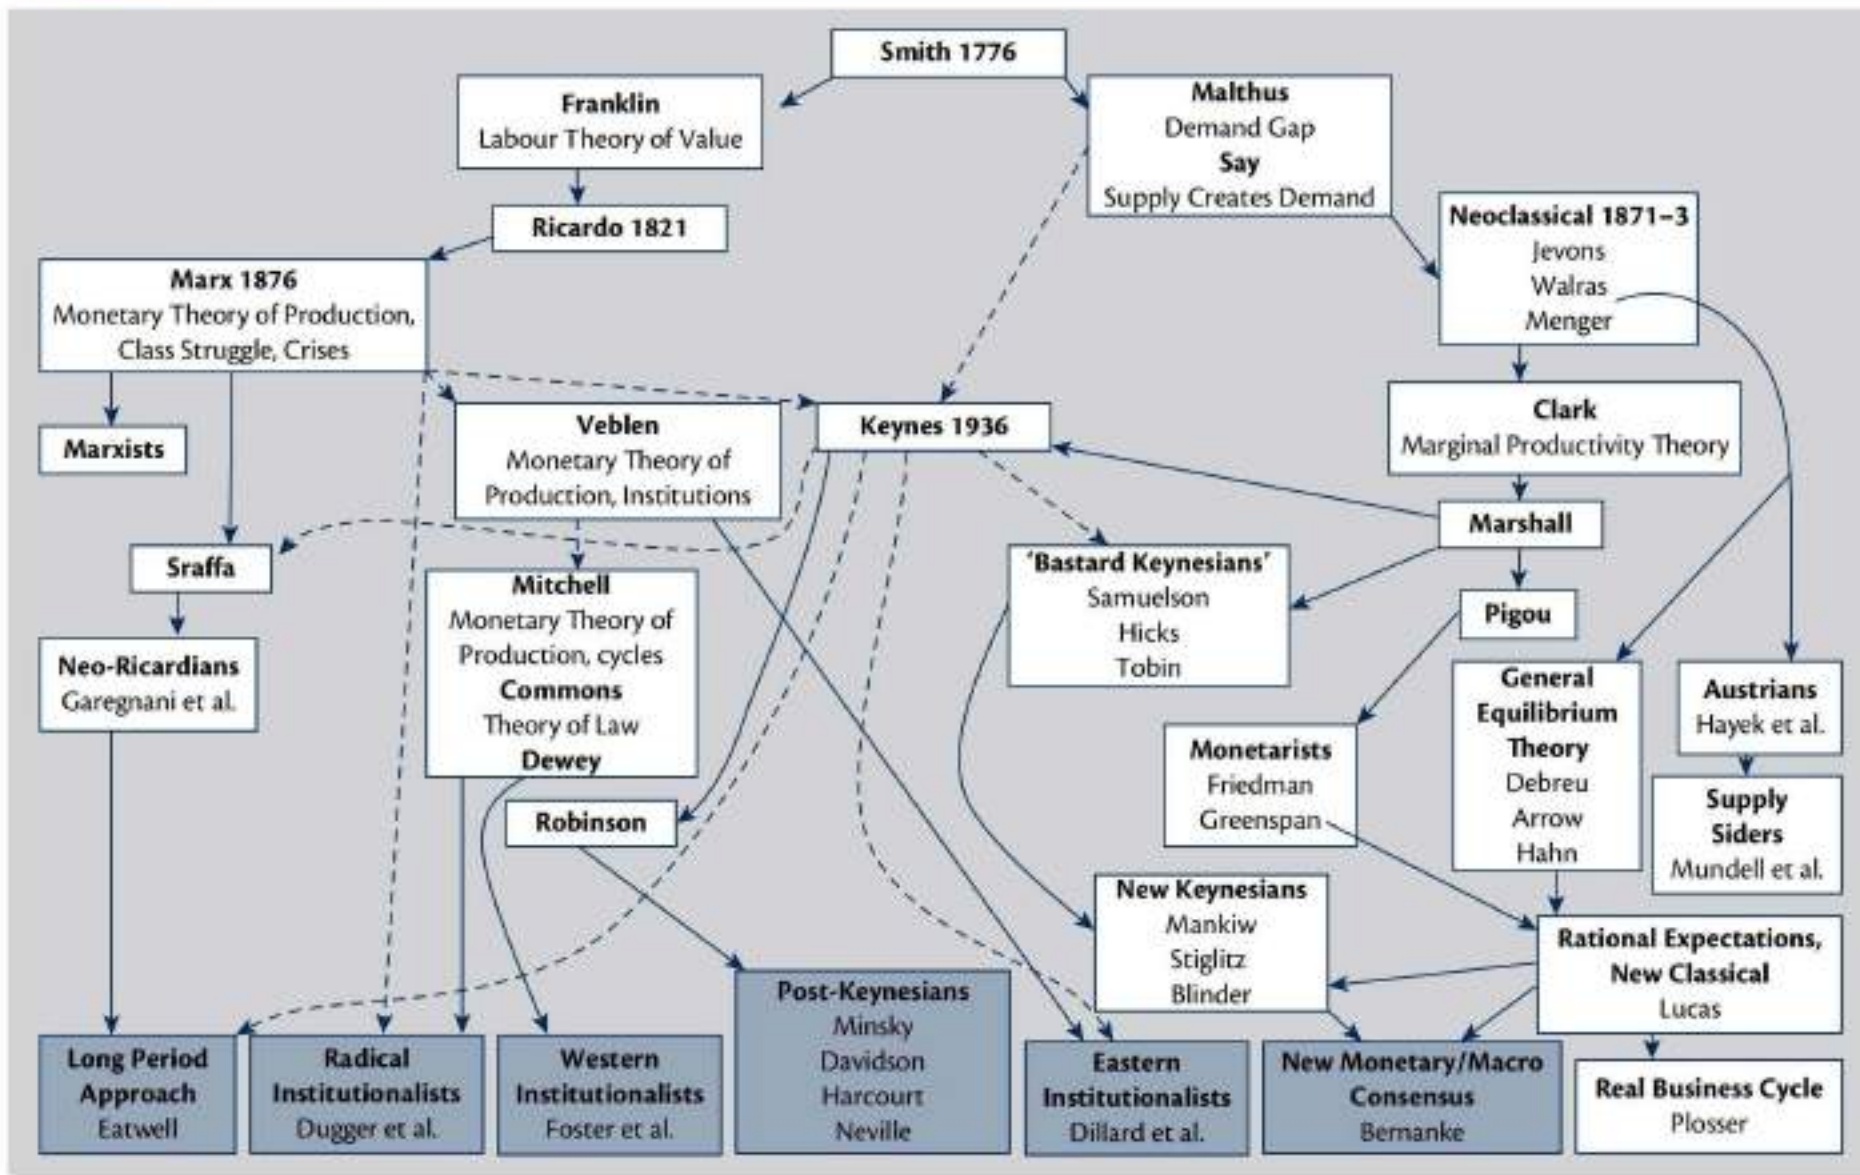 Smith 1776
Franklin
Labour Theory of Value
Malthus
Demand Gap
Say
Supply Creates Demand
Ricardo 1821
Neoclassical 1871–3
Jevons
Walras
Menger
Marx 1876
Monetary Theory of Production,
Class Struggle, Crises
Clark
Marginal Productivity Theory
Marxists
Veblen
Monetary Theory of
Production, Institutions
Keynes 1936
Marshall
Sraffa
Mitchell
Monetary Theory of
Production, cycles
Commons
Theory of Law
Dewey
'Bastard Keynesians'
Samuelson
Hicks
Tobin
Pigou
Neo-Ricardians
Garegnani et al.
General
Equilibrium
Theory
Debreu
Arrow
Hahn
Austrians
Hayek et al.
Monetarists
Friedman
Greenspan
Robinson
Supply
Siders
Mundell et al.
New Keynesians
Mankiw
Stiglitz
Blinder
Rational Expectations,
New Classical
Lucas
Long Period
Approach
Eatwell
Radical
Institutionalists
Dugger et al.
Western
Institutionalists
Foster et al.
Post-Keynesians
Minsky
Davidson
Harcourt
Neville
Eastern
Institutionalists
Dillard et al.
New Monetary/Macro
Consensus
Bernanke
Real Business Cycle
Plosser